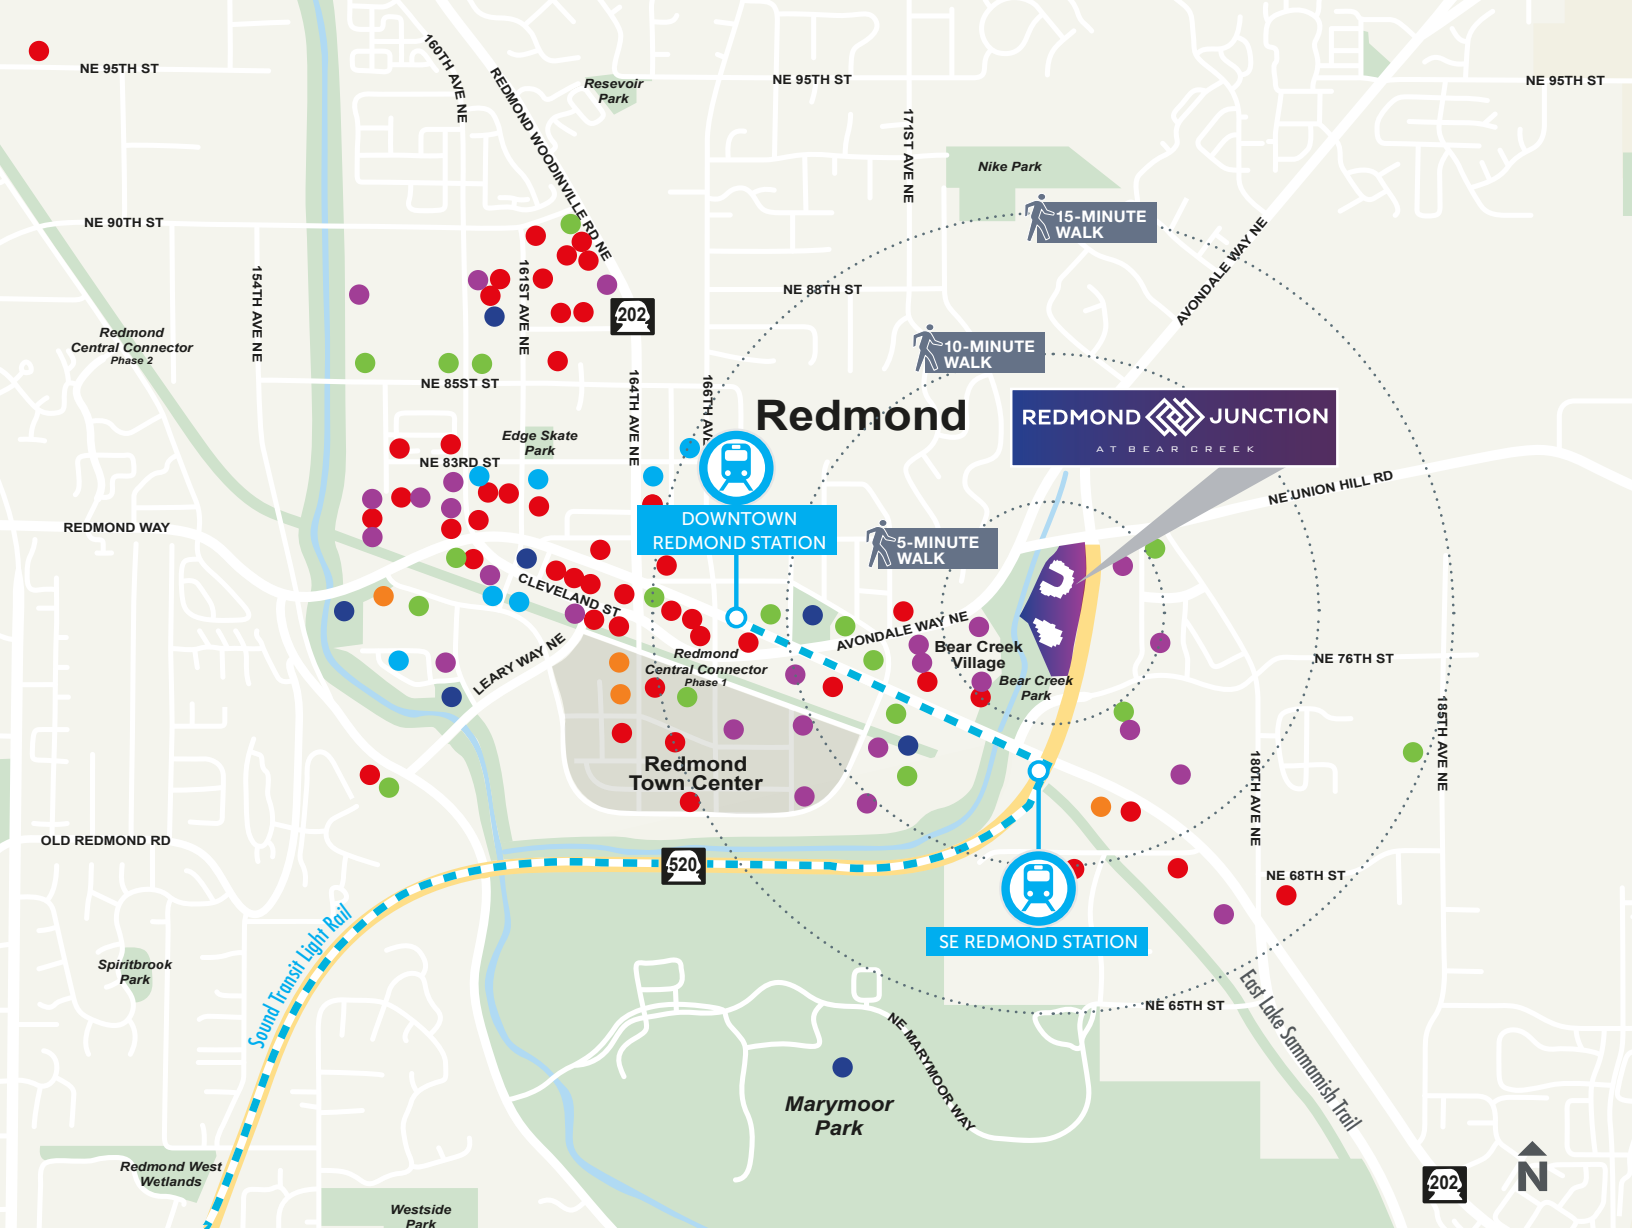 NE 95TH ST
160TH AVE NE
REDMOND WOODINVILLE RD NE
Resevoir
Park
NE 95TH ST
NE 95TH ST
171ST AVE NE
Nike Park
15-MINUTE
WALK
NE 90TH ST
154TH AVE NE
161ST AVE NE
202
NE 88TH ST
AVONDALE WAY NE
Redmond
Central Connector
Phase 2
10-MINUTE
WALK
NE 85ST ST
164TH AVE NE
166TH AVE
Redmond
REDMOND JUNCTION
AT BEAR CREEK
Edge Skate
Park
NE 83RD ST
NE UNION HILL RD
REDMOND WAY
DOWNTOWN
REDMOND STATION
5-MINUTE
WALK
CLEVELAND ST
LEARY WAY NE
AVONDALE WAY NE
Bear Creek
Village
Bear Creek
Park
Redmond
Central Connector
Phase 1
NE 76TH ST
185TH AVE NE
180TH AVE NE
Redmond
Town Center
OLD REDMOND RD
520
NE 68TH ST
SE REDMOND STATION
Sound Transit Light Rail
Spiritbrook
Park
East Lake Sammamish Trail
NE 65TH ST
NE MARYMOOR WAY
Marymoor
Park
Redmond West
Wetlands
Westside
Park
202
N